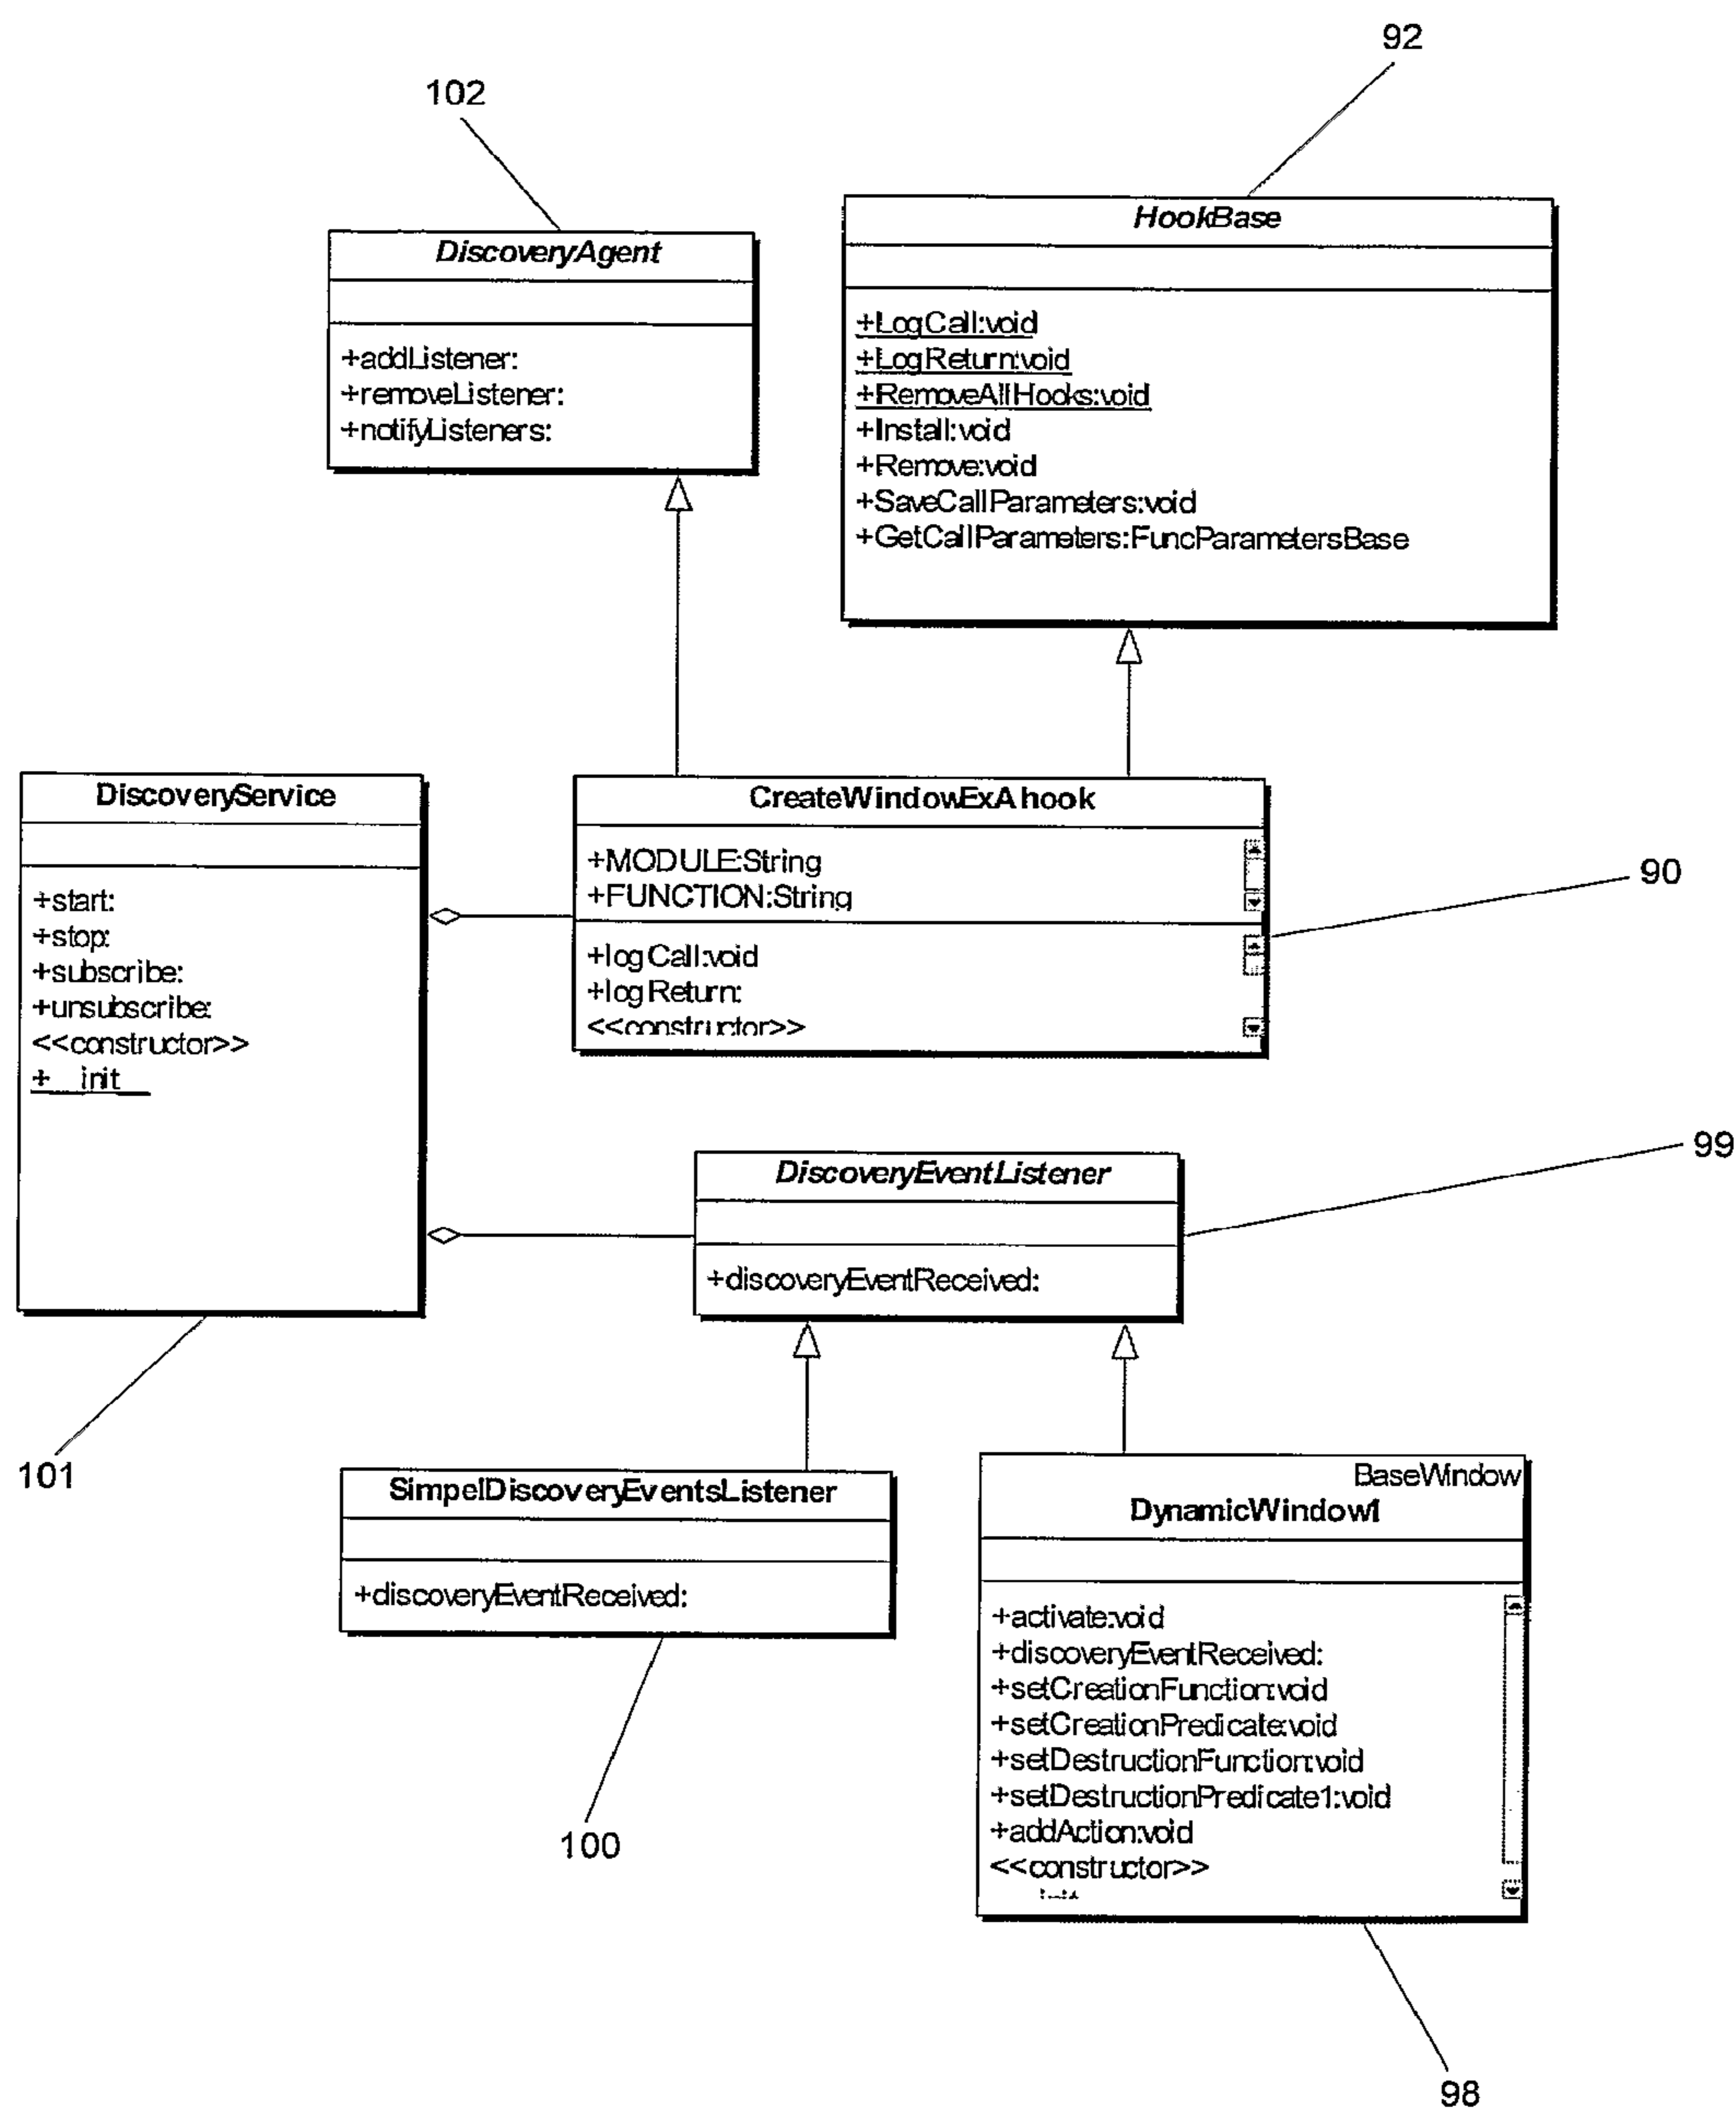 92
102
HookBase
+LogCall:void
+LogReturn:void
+RemoveAllHooks:void
+Install:void
+Remove:void
+SaveCallParameters:void
+GetCallParameters:FuncParametersBase
DiscoveryAgent
+addListener:
+removeListener:
+notifyListeners:
DiscoveryService
+start:
+stop:
+subscribe:
+unsubscribe:
<<constructor>>
+__init__
CreateWindowExAhook
+MODULE:String
+FUNCTION:String
+logCall:void
+logReturn:
<<constructor>>
90
99
DiscoveryEventListener
+discoveryEventReceived:
101
SimpelDiscoveryEventsListener
+discoveryEventReceived:
100
BaseWindow
DynamicWindow1
+activate:void
+discoveryEventReceived:
+setCreationFunction:void
+setCreationPredicate:void
+setDestructionFunction:void
+setDestructionPredicate1:void
+addAction:void
<<constructor>>
98